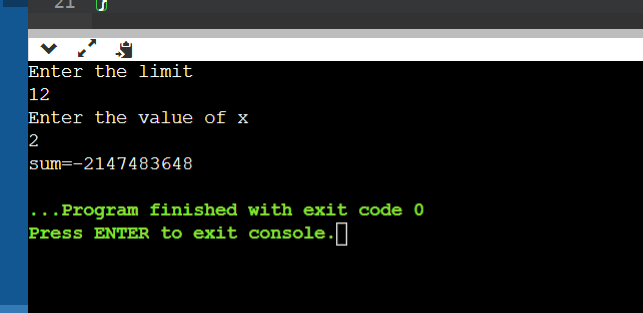 21 }
Enter the limit
12
Enter the value of x
2
sum=-2147483648
...Program finished with exit code 0
Press ENTER to exit console.